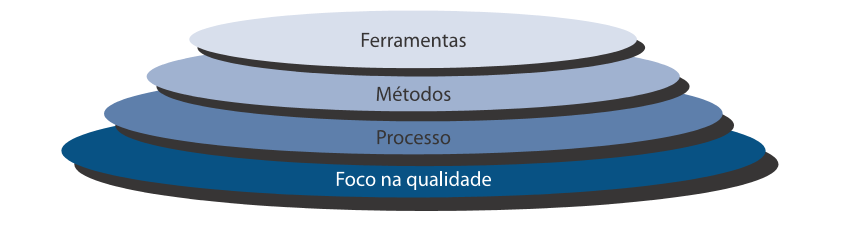 Ferramentas
Métodos
Processo
Foco na qualidade